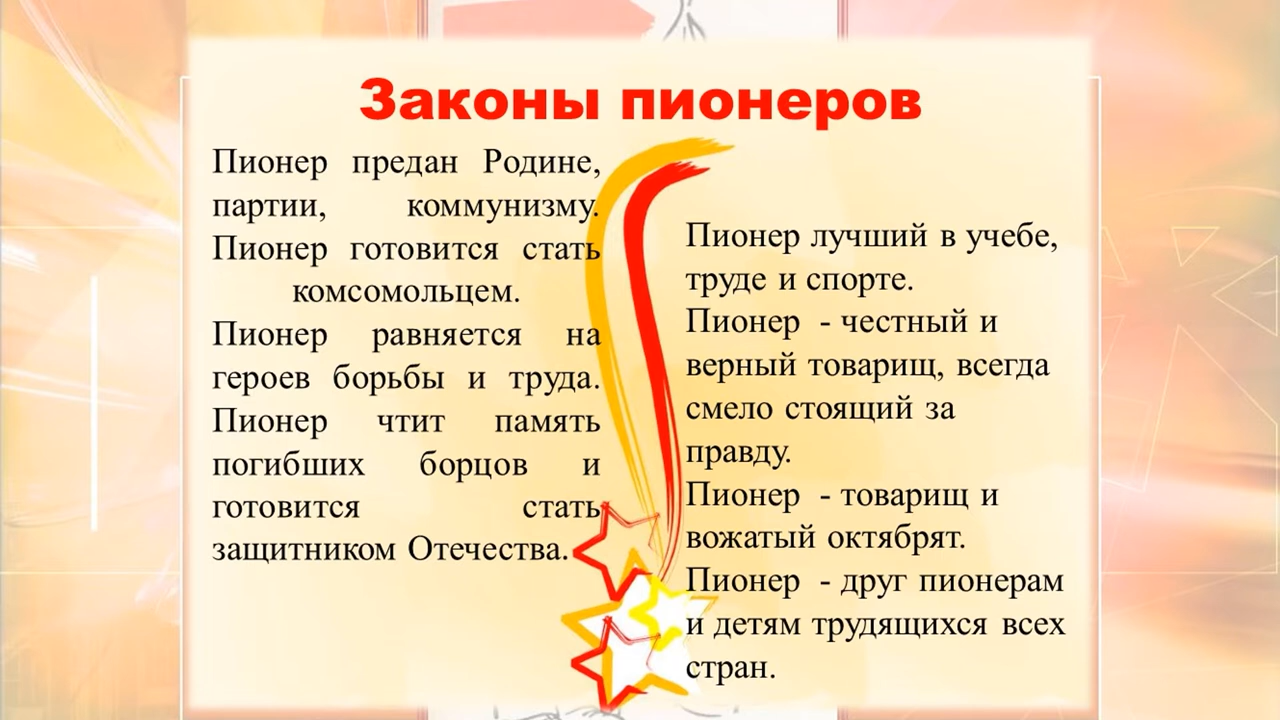 Законы пионеров
Пионер предан Родине,
партии, коммунизму.
Пионер готовится стать
комсомольцем.
Пионер равняется на
героев борьбы и труда.
Пионер чтит память
погибших борцов и
готовится стать
защитником Отечества.
Пионер лучший в учебе,
труде и спорте.
Пионер - честный и
верный товарищ, всегда
смело стоящий за
правду.
Пионер - товарищ и
вожатый октябрят.
Пионер - друг пионерам
и детям трудящихся всех
стран.